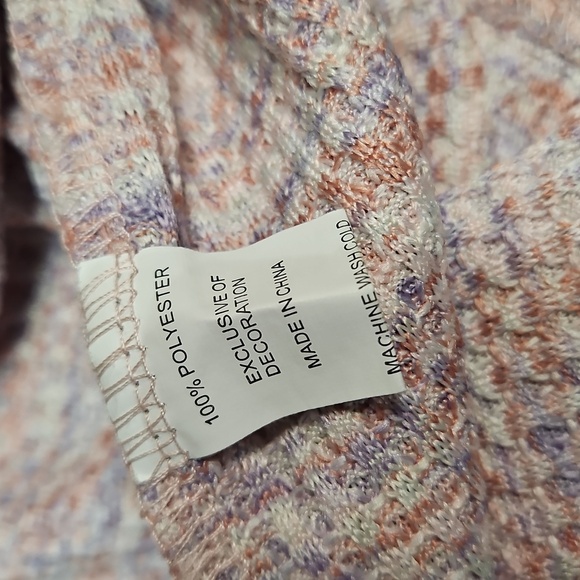 100% POLYESTER
EXCLUSIVE OF
DECORATION
MADE IN CHINA
MACHINE WASH COLD